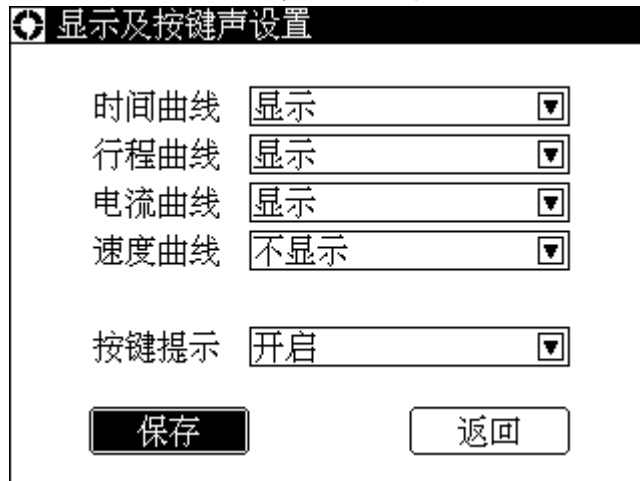 显示及按键声设置
时间曲线 显示
行程曲线 显示
电流曲线 显示
速度曲线 不显示
按键提示 开启
保存 返回